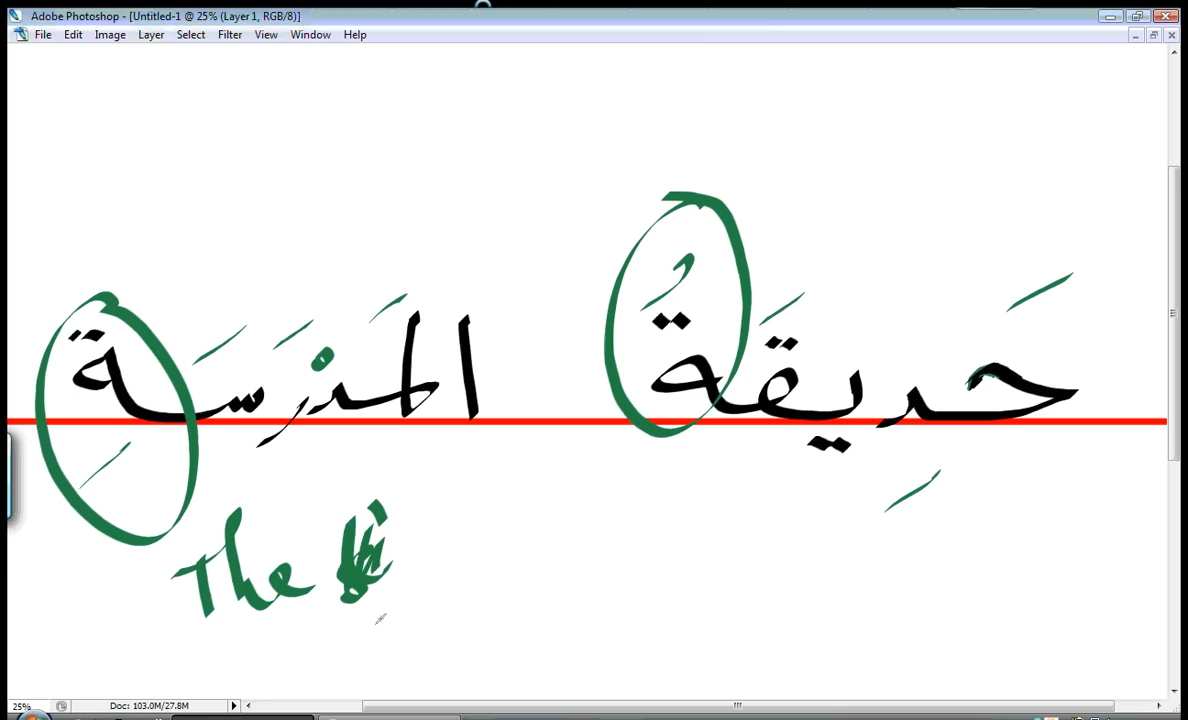 Adobe Photoshop - [Untitled-1 @ 25% (Layer 1, RGB/8)]
File Edit Image Layer Select Filter View Window Help
حَدِيقَةُ المَدْرَسَةِ
The
25% Doc: 103.0M/27.8M